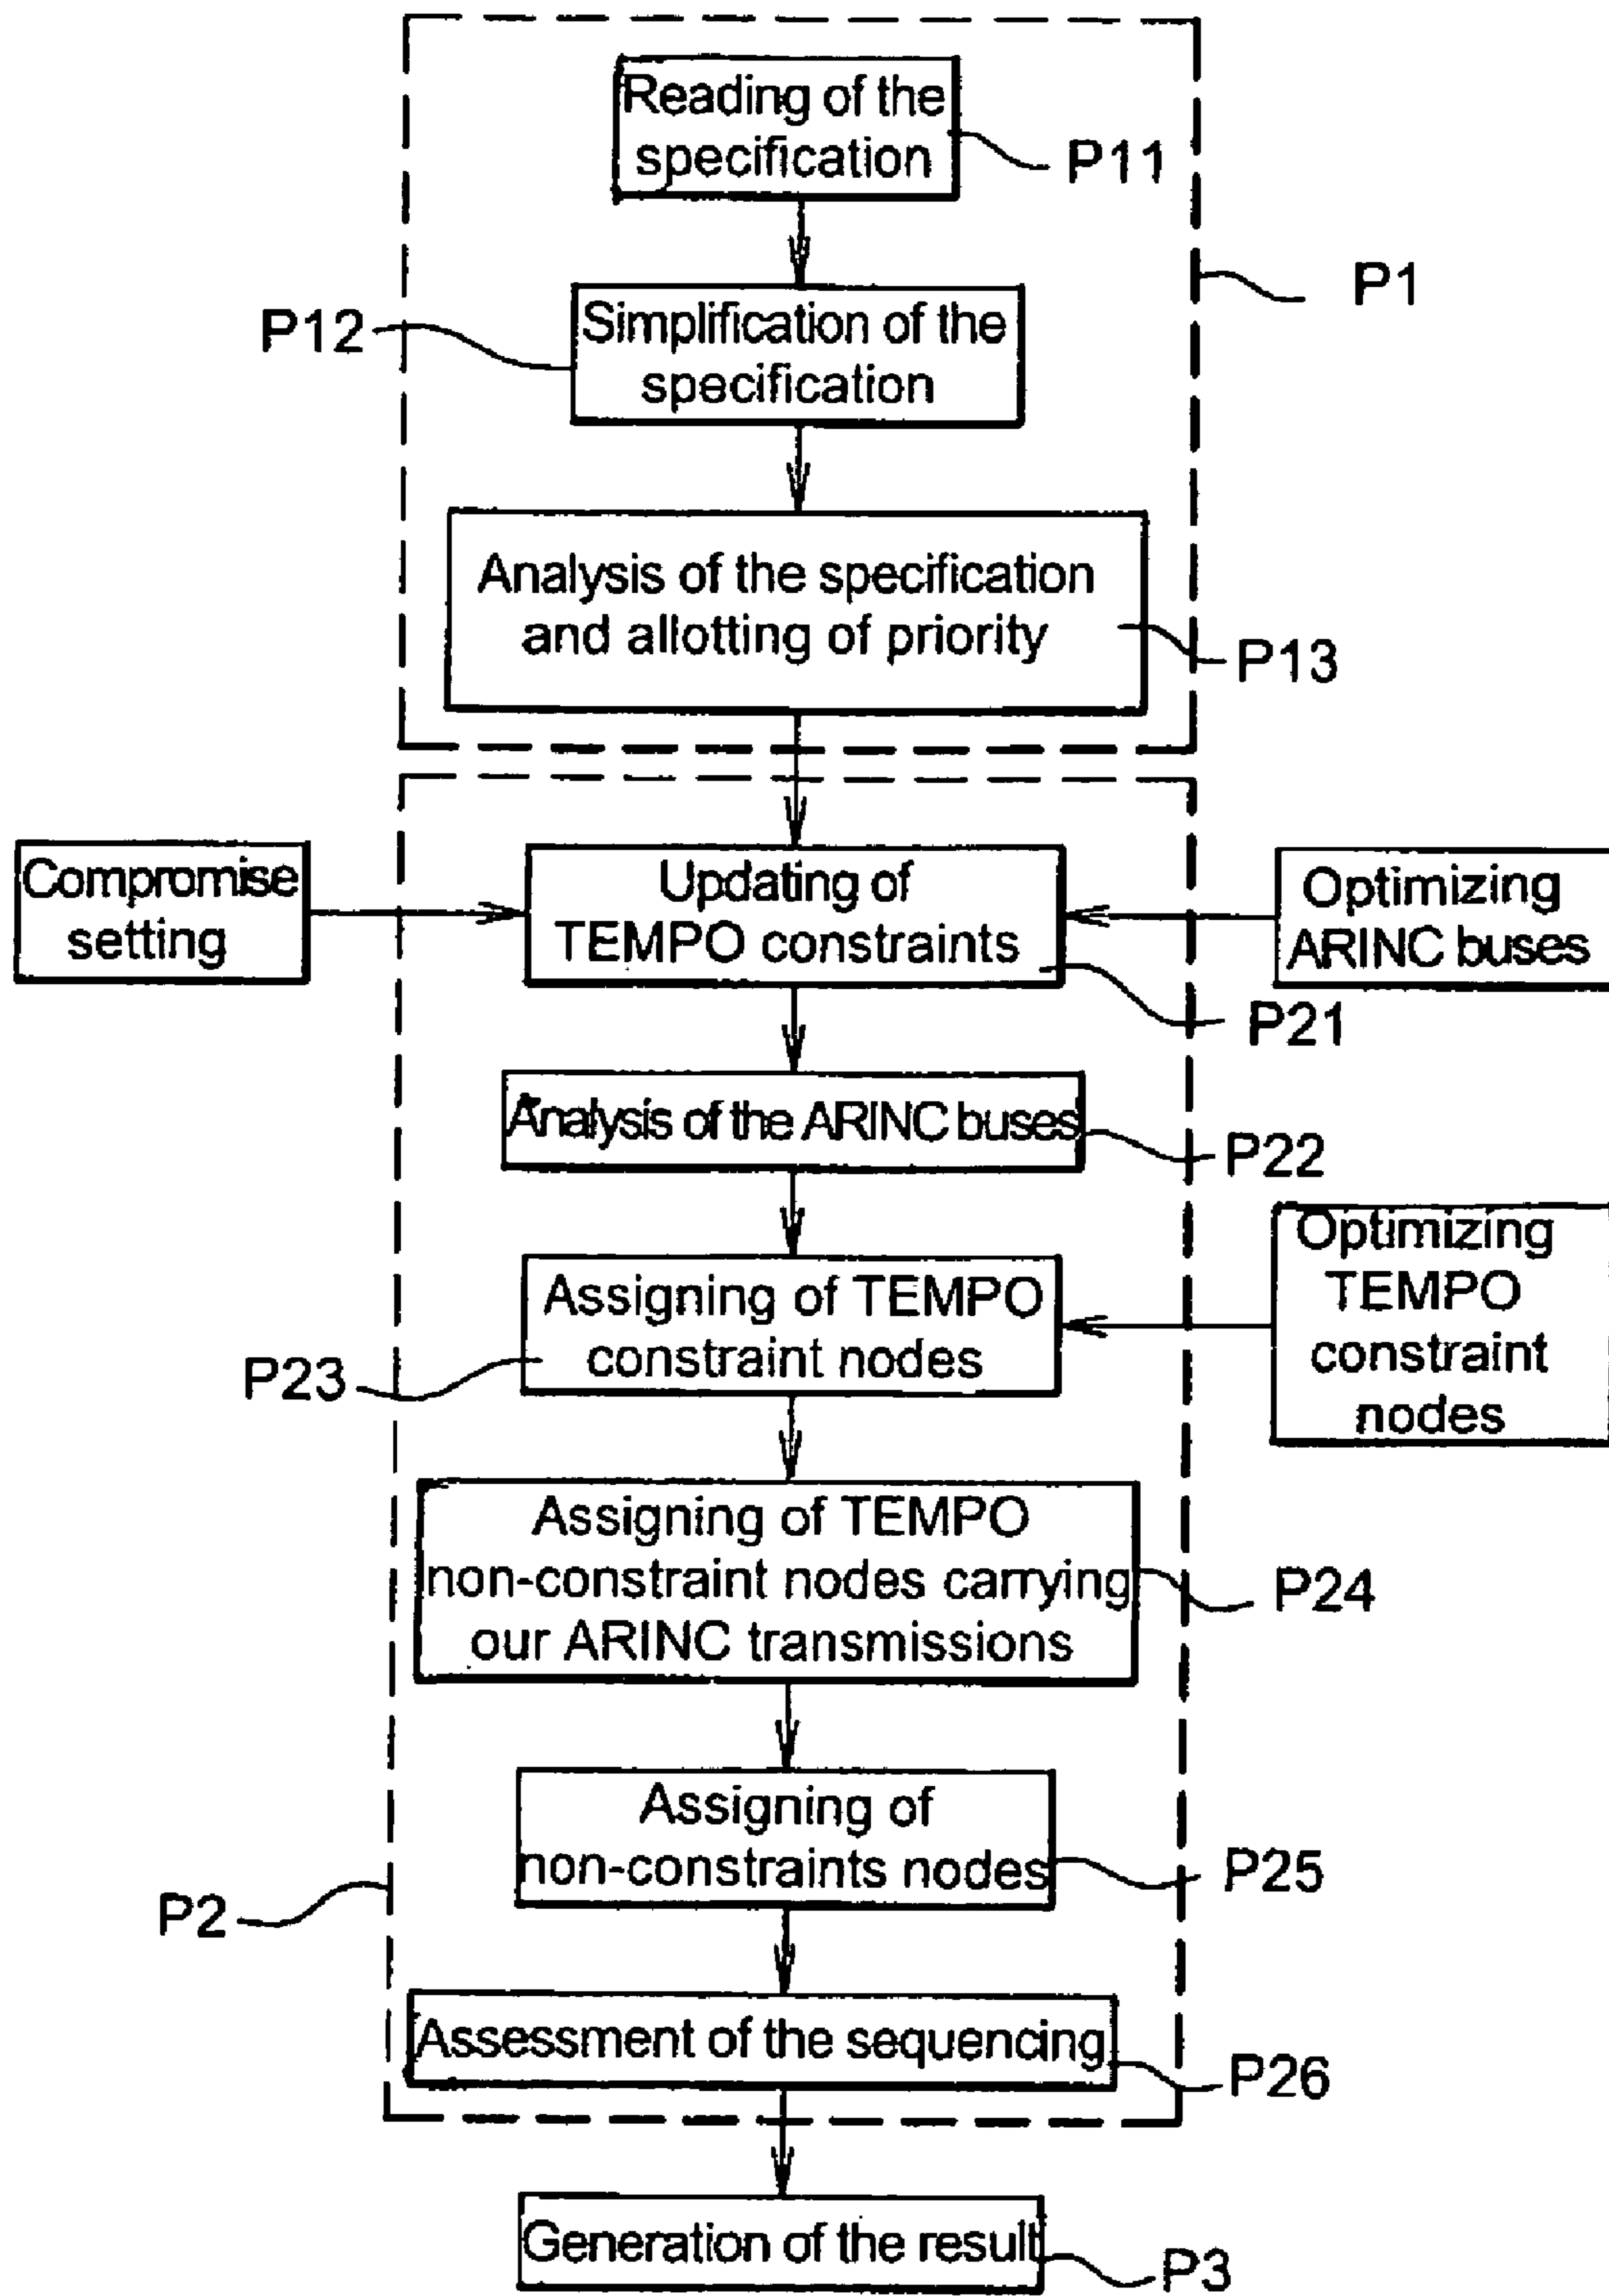 Reading of the
specification
P11
P1
P12
Simplification of the
specification
Analysis of the specification
and allotting of priority
P13
Compromise
setting
Updating of
TEMPO constraints
Optimizing
ARINC buses
P21
Analysis of the ARINC buses
P22
Assigning of TEMPO
constraint nodes
P23
Optimizing
TEMPO
constraint
nodes
Assigning of TEMPO
non-constraint nodes carrying
our ARINC transmissions
P24
Assigning of
non-constraints nodes
P25
P2
Assessment of the sequencing
P26
Generation of the result
P3